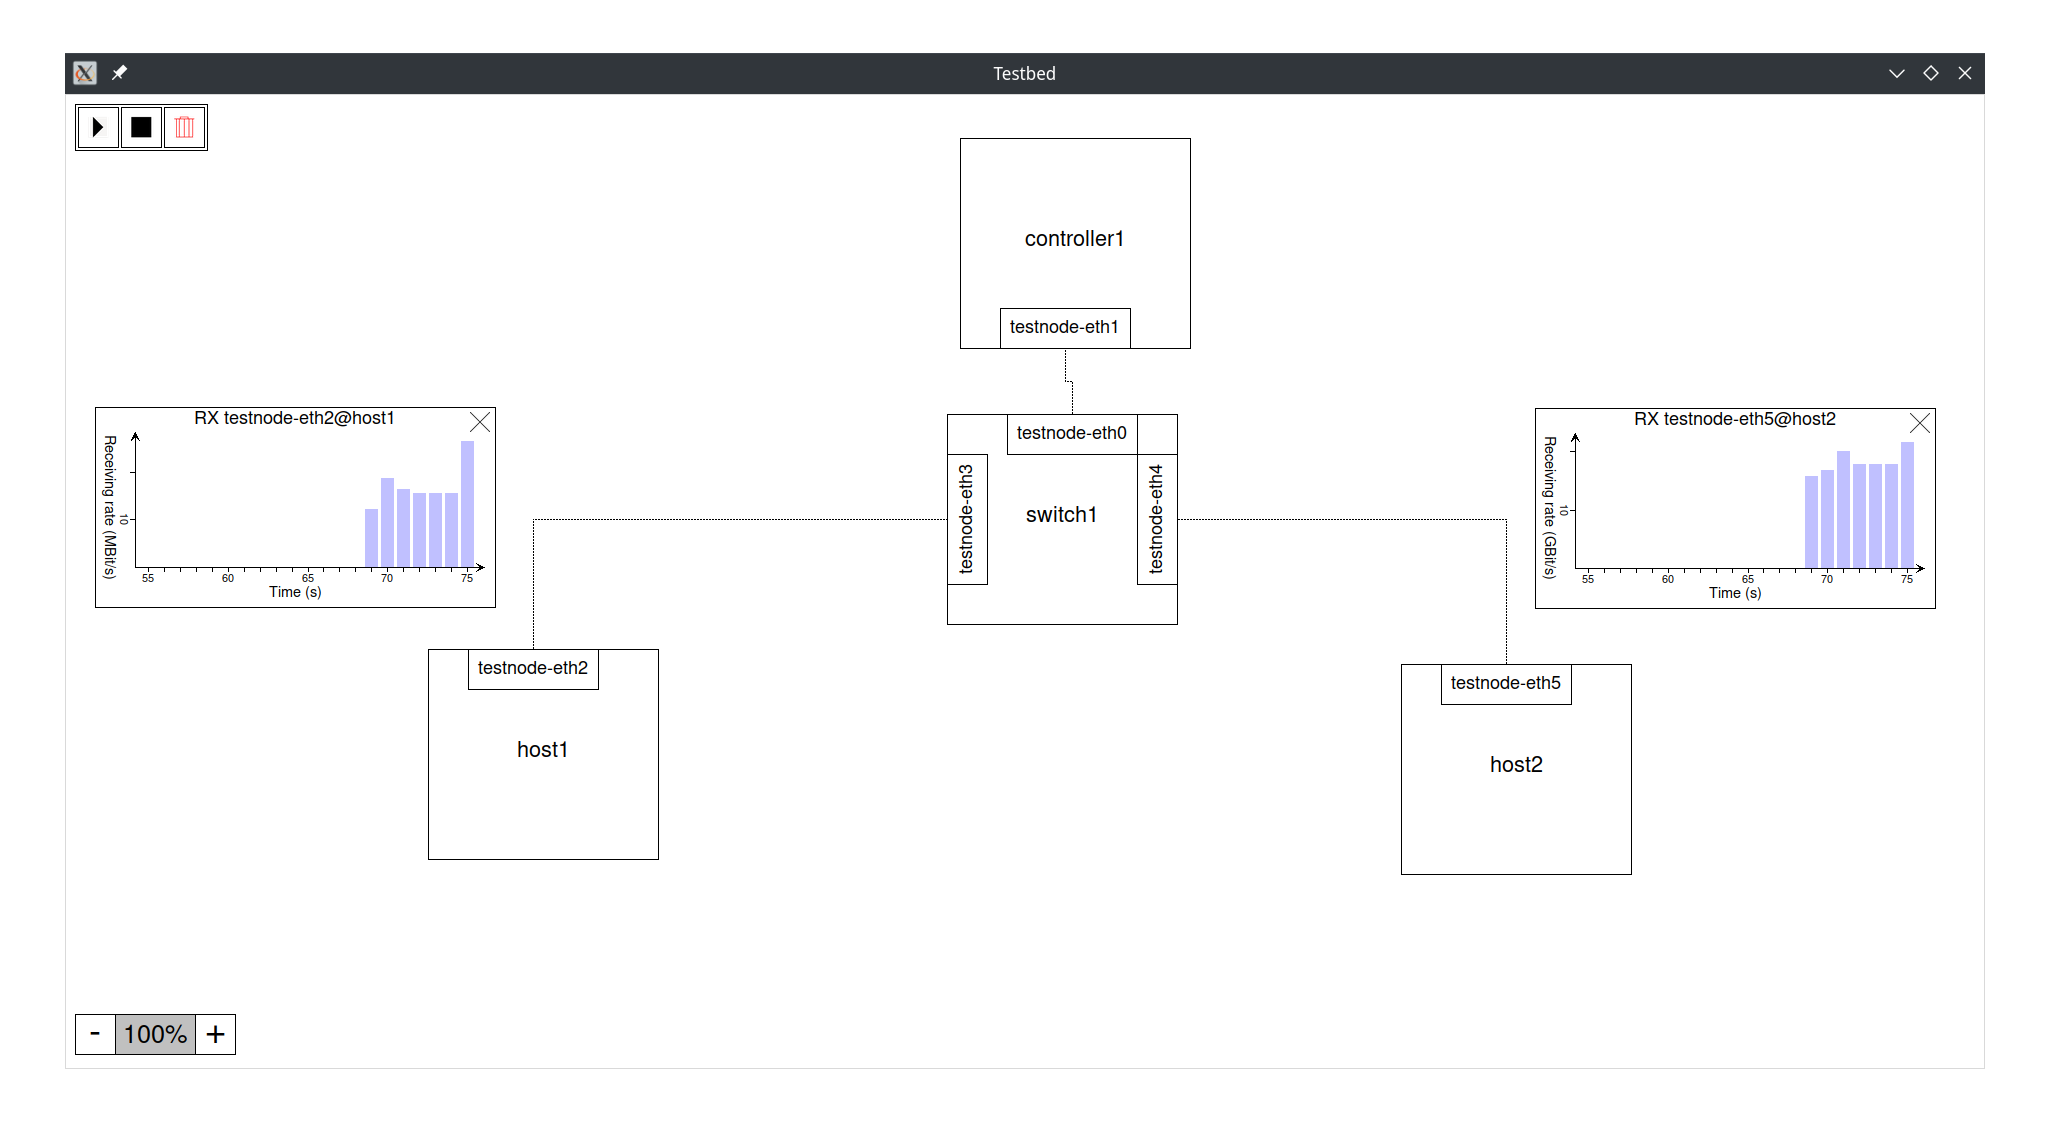 Testbed
controller1
testnode-eth1
RX testnode-eth2@host1
Receiving rate (MBit/s)
10
55 60 65 70 75
Time (s)
testnode-eth0
testnode-eth3
switch1
testnode-eth4
RX testnode-eth5@host2
Receiving rate (GBit/s)
10
55 60 65 70 75
Time (s)
testnode-eth2
host1
testnode-eth5
host2
- 100% +